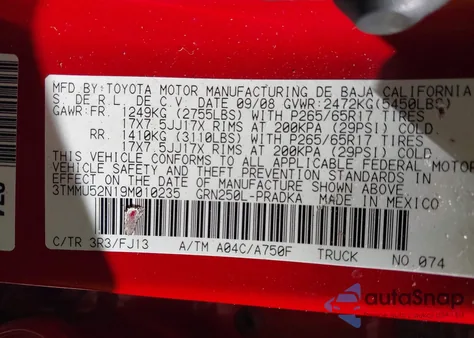 MFD.BY:TOYOTA MOTOR MANUFACTURING DE BAJA CALIFORNIA
S. DE R.L. DE C.V. DATE 09/08 GVWR:2472KG(5450LBS)
GAWR:FR. 1249KG (2755LBS) WITH P265/65R17 TIRES
17X7.5JJ17X RIMS AT 200KPA (29PSI) COLD.
RR. 1410KG (3110LBS) WITH P265/65R17 TIRES
17X7.5JJ17X RIMS AT 200KPA (29PSI) COLD.
THIS VEHICLE CONFORMS TO ALL APPLICABLE FEDERAL MOTOR
VEHICLE SAFETY AND THEFT PREVENTION STANDARDS IN
EFFECT ON THE DATE OF MANUFACTURE SHOWN ABOVE.
3TMMU52N19M010235 GRN250L-PRADKA MADE IN MEXICO
C/TR 3R3/FJ13 A/TM A04C/A750F TRUCK NO 074
autoSnap